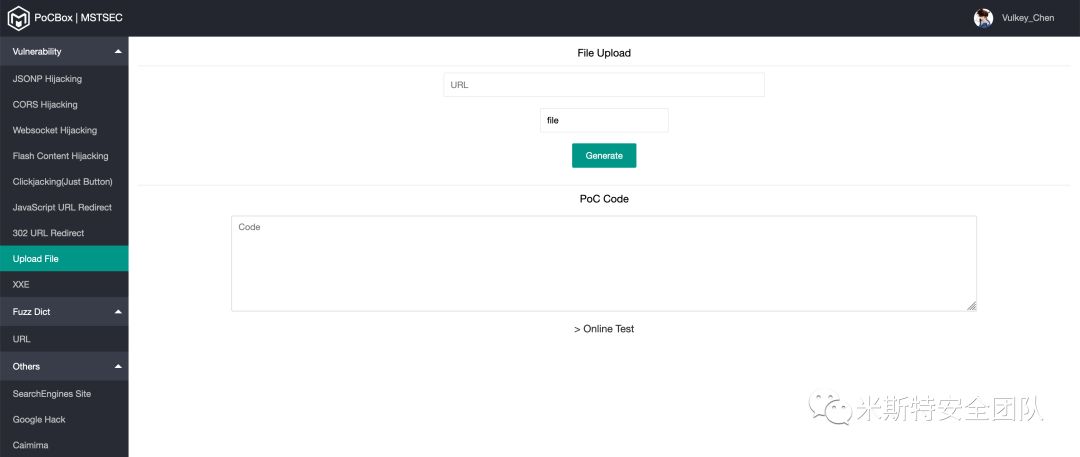 PoCBox | MSTSEC
Vulkey_Chen
Vulnerability
JSONP Hijacking
CORS Hijacking
Websocket Hijacking
Flash Content Hijacking
Clickjacking(Just Button)
JavaScript URL Redirect
302 URL Redirect
Upload File
XXE
Fuzz Dict
URL
Others
SearchEngines Site
Google Hack
Caimima
File Upload
URL
file
Generate
PoC Code
Code
> Online Test
米斯特安全团队